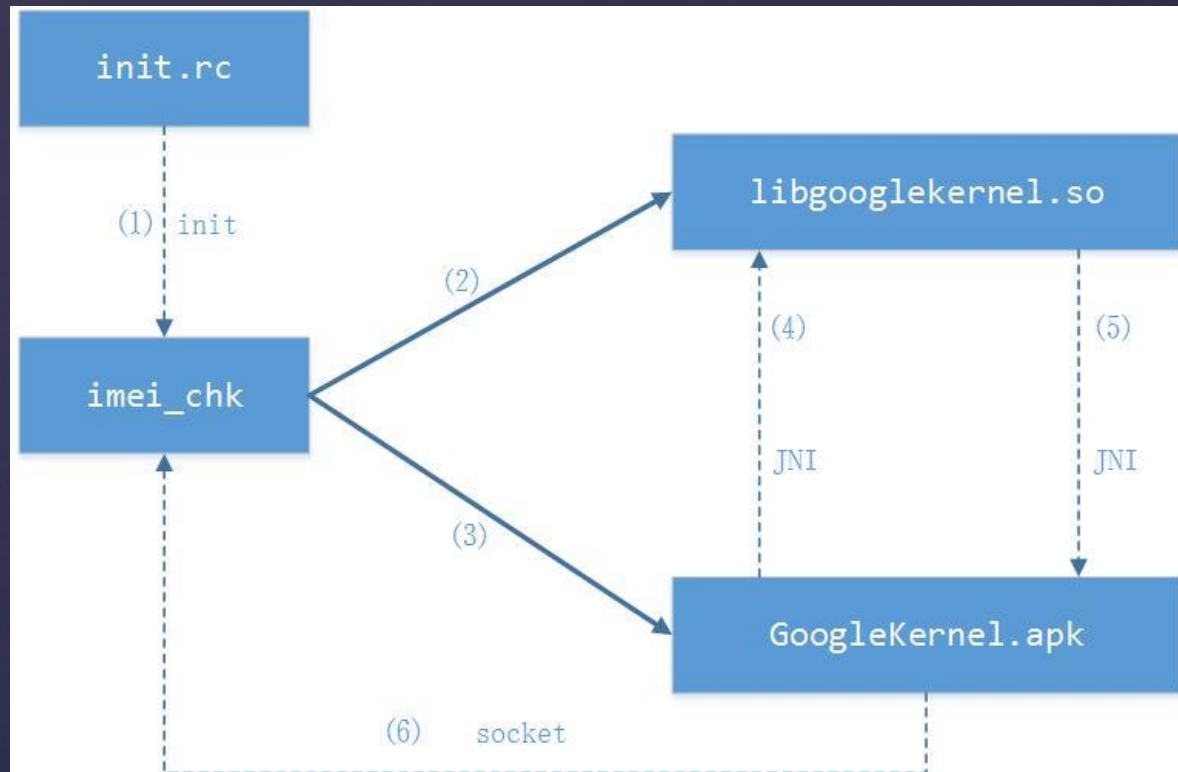 init.rc
libgooglekernel.so
(1) init
(2)
(4)
(5)
imei_chk
JNI
JNI
(3)
GoogleKernel.apk
(6) socket